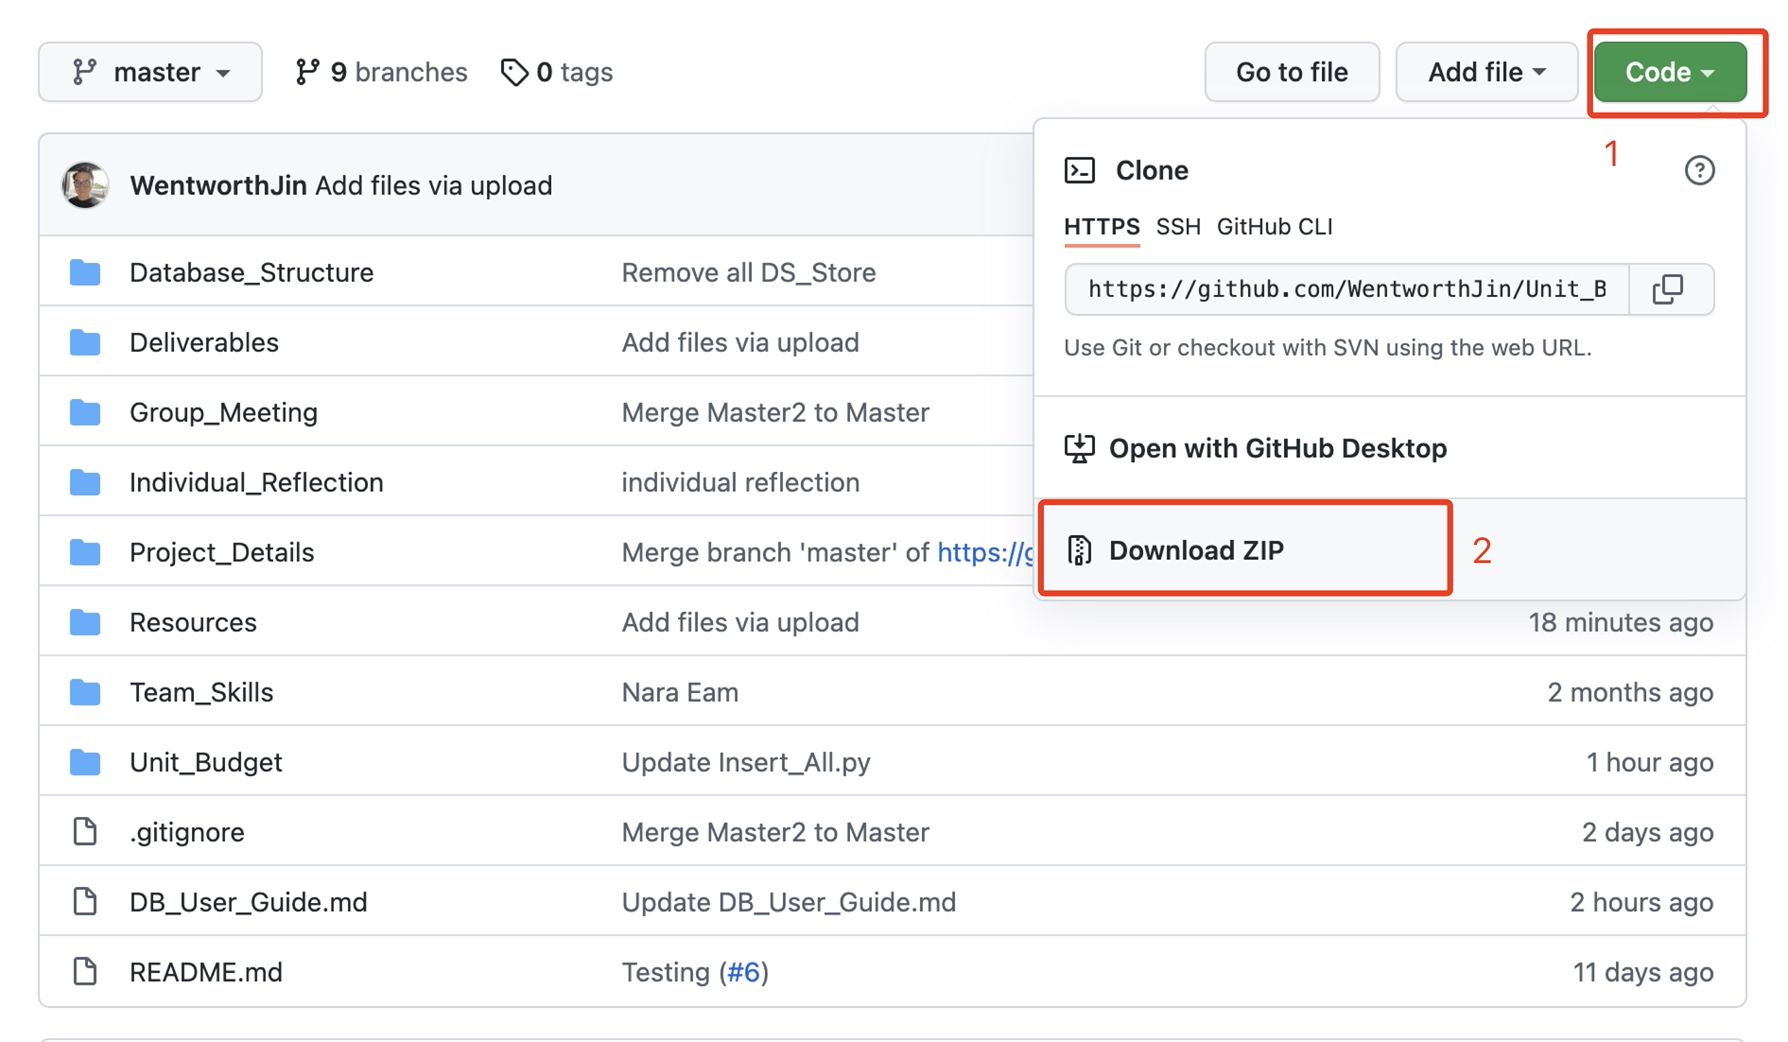 master 9 branches 0 tags Go to file Add file Code
1
WentworthJin Add files via upload
Clone
HTTPS SSH GitHub CLI
https://github.com/WentworthJin/Unit_B
Use Git or checkout with SVN using the web URL.
Open with GitHub Desktop
Download ZIP 2
Database_Structure Remove all DS_Store
Deliverables Add files via upload
Group_Meeting Merge Master2 to Master
Individual_Reflection individual reflection
Project_Details Merge branch 'master' of https://g
Resources Add files via upload 18 minutes ago
Team_Skills Nara Eam 2 months ago
Unit_Budget Update Insert_All.py 1 hour ago
.gitignore Merge Master2 to Master 2 days ago
DB_User_Guide.md Update DB_User_Guide.md 2 hours ago
README.md Testing (#6) 11 days ago